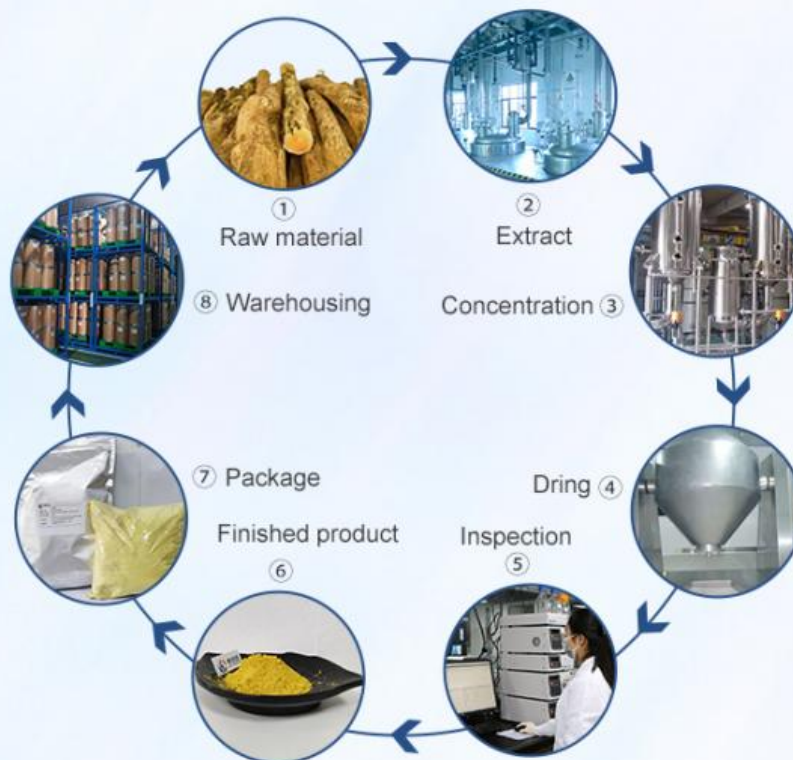 ① 
Raw material
②
Extract
Concentration ③
Dring ④
Inspection
⑤
Finished product
⑥
⑦ Package
⑧ Warehousing